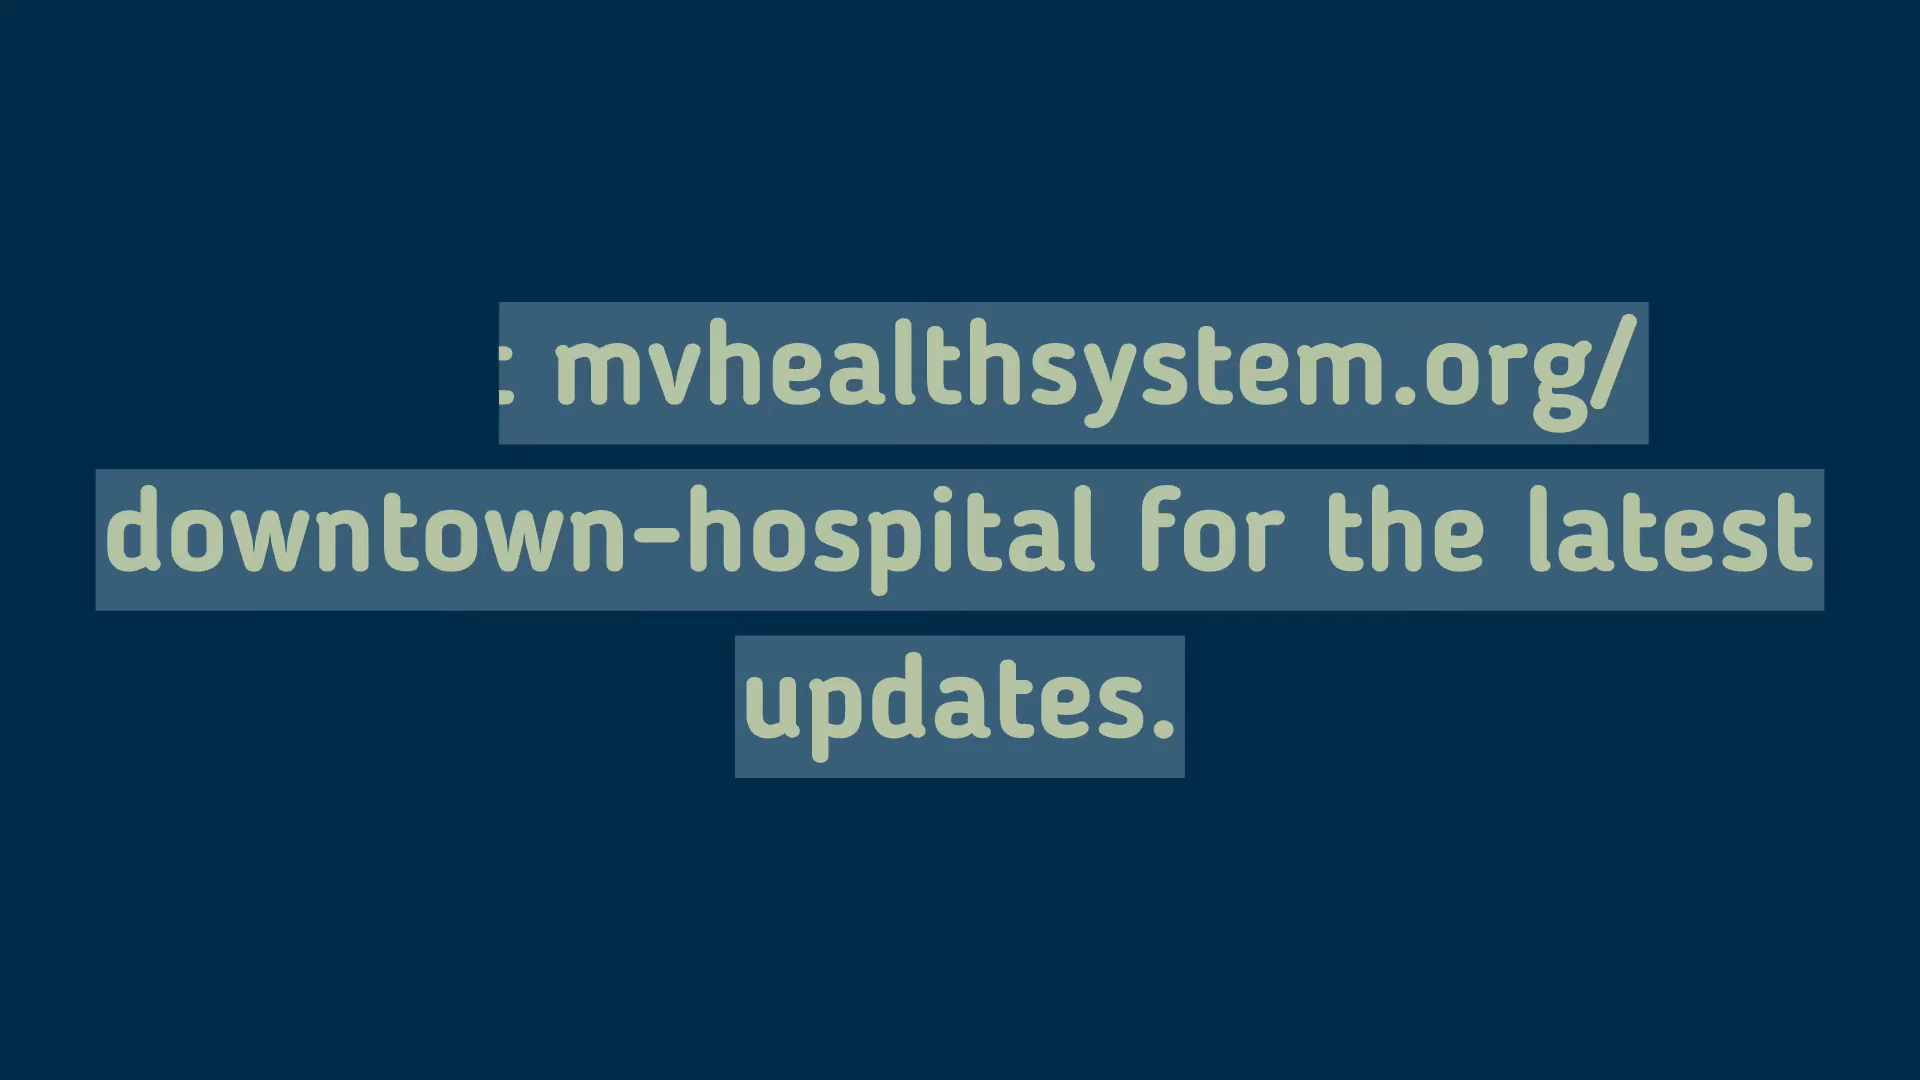 mvhealthsystem.org/
downtown-hospital for the latest
updates.